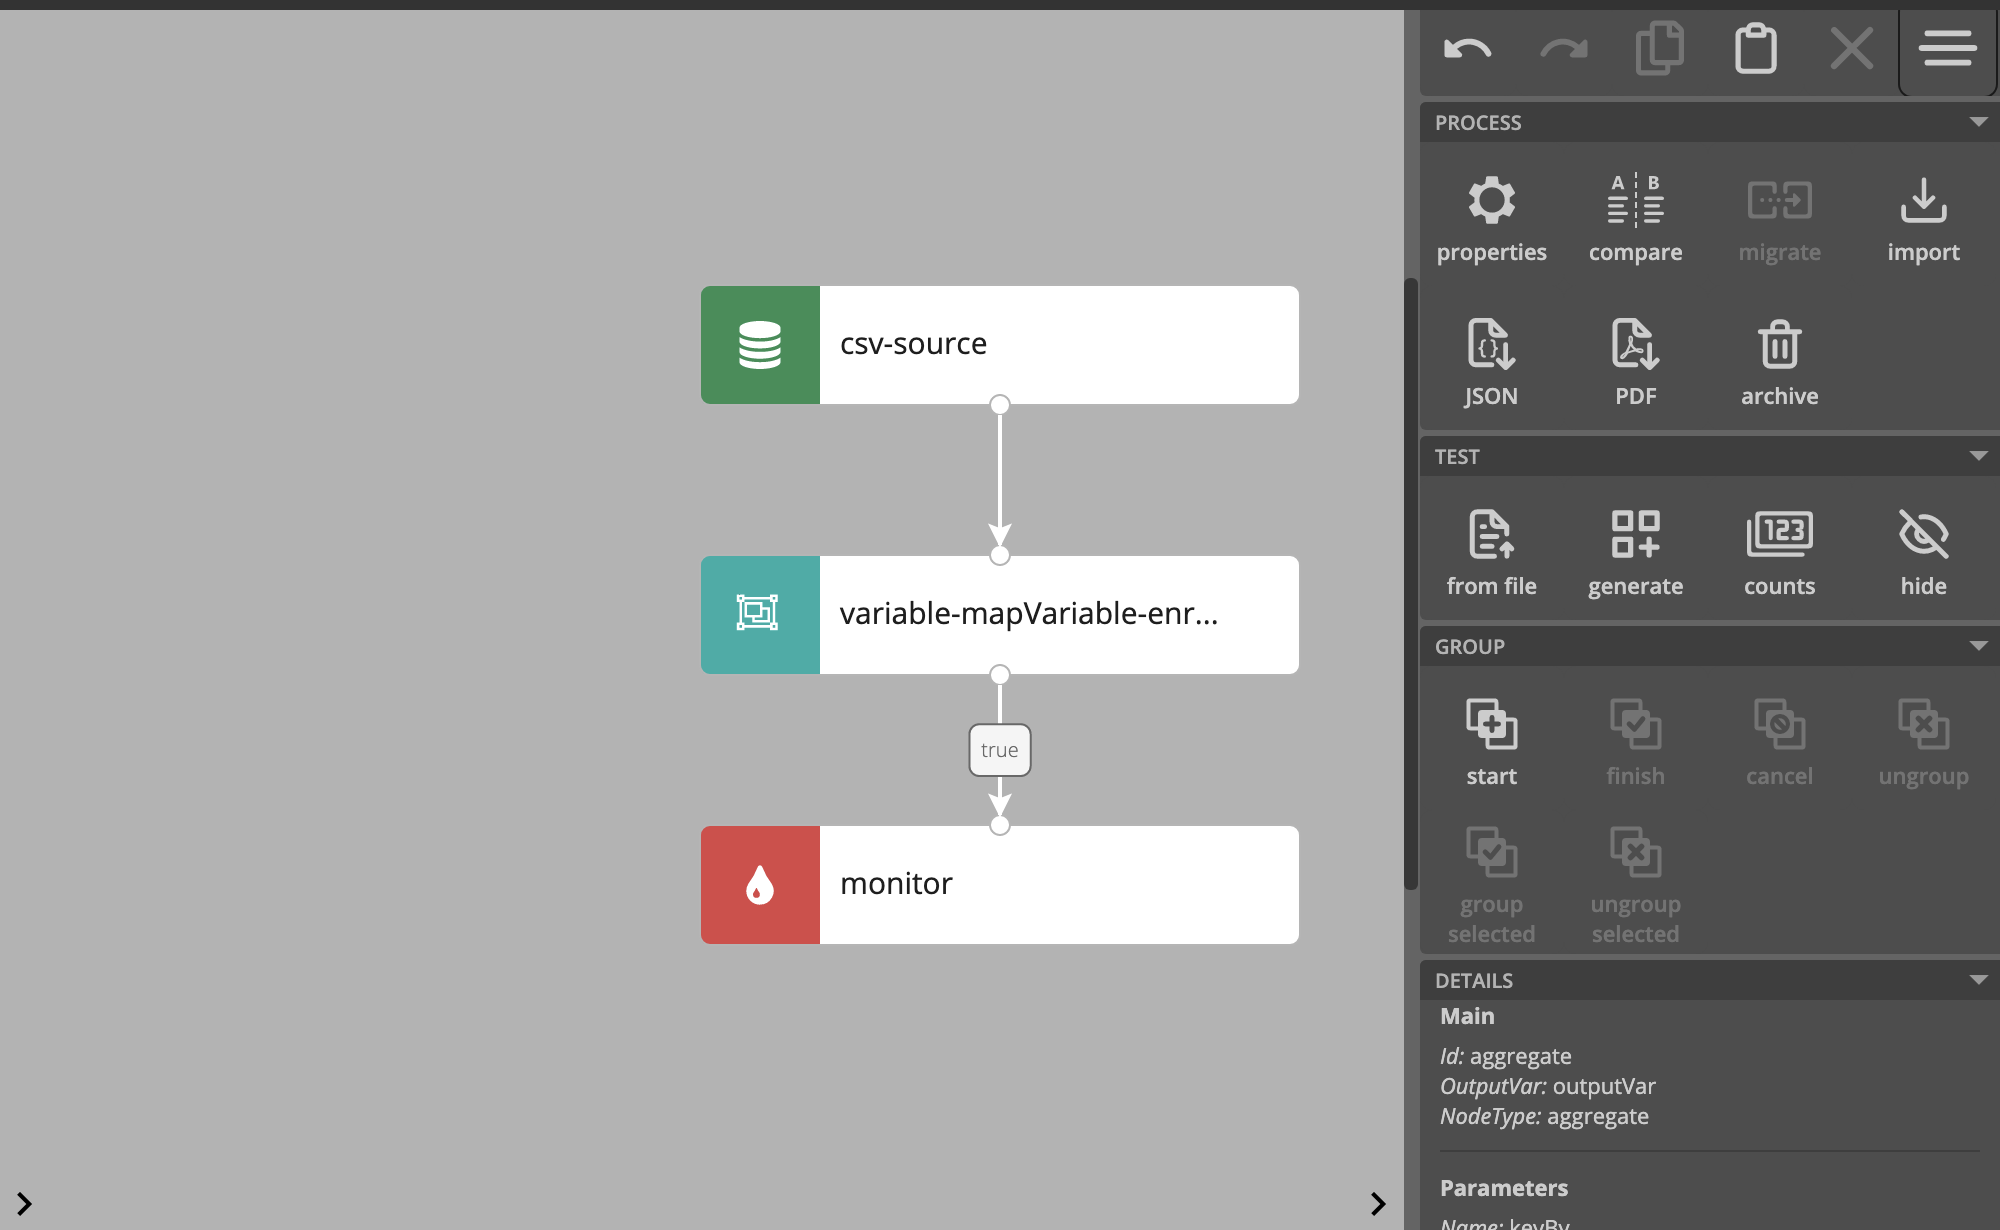 csv-source
variable-mapVariable-enr...
true
monitor
PROCESS
A B
properties compare migrate import
JSON PDF archive
TEST
123
from file generate counts hide
GROUP
start finish cancel ungroup
group ungroup
selected selected
DETAILS
Main
Id: aggregate
OutputVar: outputVar
NodeType: aggregate
Parameters
Name: keyBy